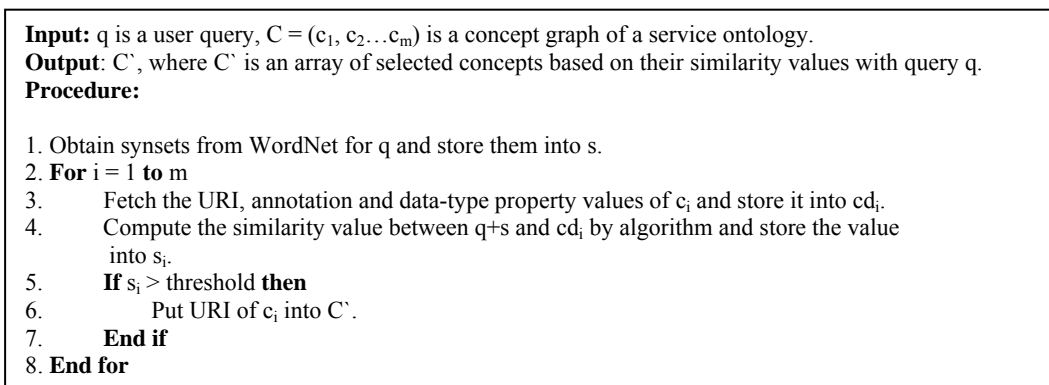 Input: q is a user query, C = (c1, c2…cm) is a concept graph of a service ontology.
Output: C`, where C` is an array of selected concepts based on their similarity values with query q.
Procedure:
1. Obtain synsets from WordNet for q and store them into s.
2. For i = 1 to m
3. Fetch the URI, annotation and data-type property values of ci and store it into cdi.
4. Compute the similarity value between q+s and cdi by algorithm and store the value
into si.
5. If si > threshold then
6. Put URI of ci into C`.
7. End if
8. End for